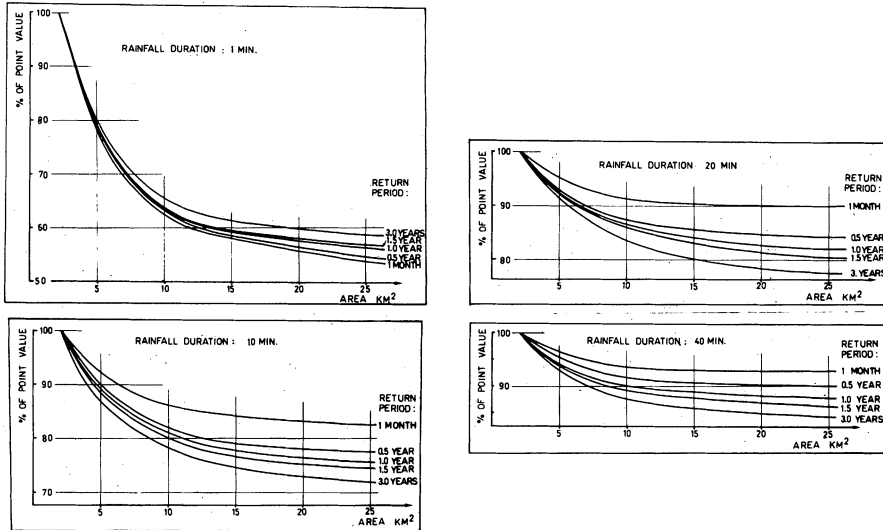 % OF POINT VALUE
RAINFALL DURATION : 1 MIN.
100
90
80
70
60
50
RETURN
PERIOD :
3.0 YEARS
1.5 YEAR
1.0 YEAR
0.5 YEAR
1 MONTH
5 10 15 20 25
AREA KM²
% OF POINT VALUE
RAINFALL DURATION : 10 MIN.
100
90
80
70
RETURN
PERIOD :
1 MONTH
0.5 YEAR
1.0 YEAR
1.5 YEAR
3.0 YEARS
5 10 15 20 25
AREA KM²
% OF POINT VALUE
RAINFALL DURATION 20 MIN
100
90
80
RETURN
PERIOD :
1 MONTH
0.5 YEAR
1.0 YEAR
1.5 YEAR
3. YEARS
5 10 15 20 25
AREA KM²
% OF POINT VALUE
RAINFALL DURATION : 40 MIN.
100
90
RETURN
PERIOD :
1 MONTH
0.5 YEAR
1.0 YEAR
1.5 YEAR
3.0 YEARS
5 10 15 20 25
AREA KM²